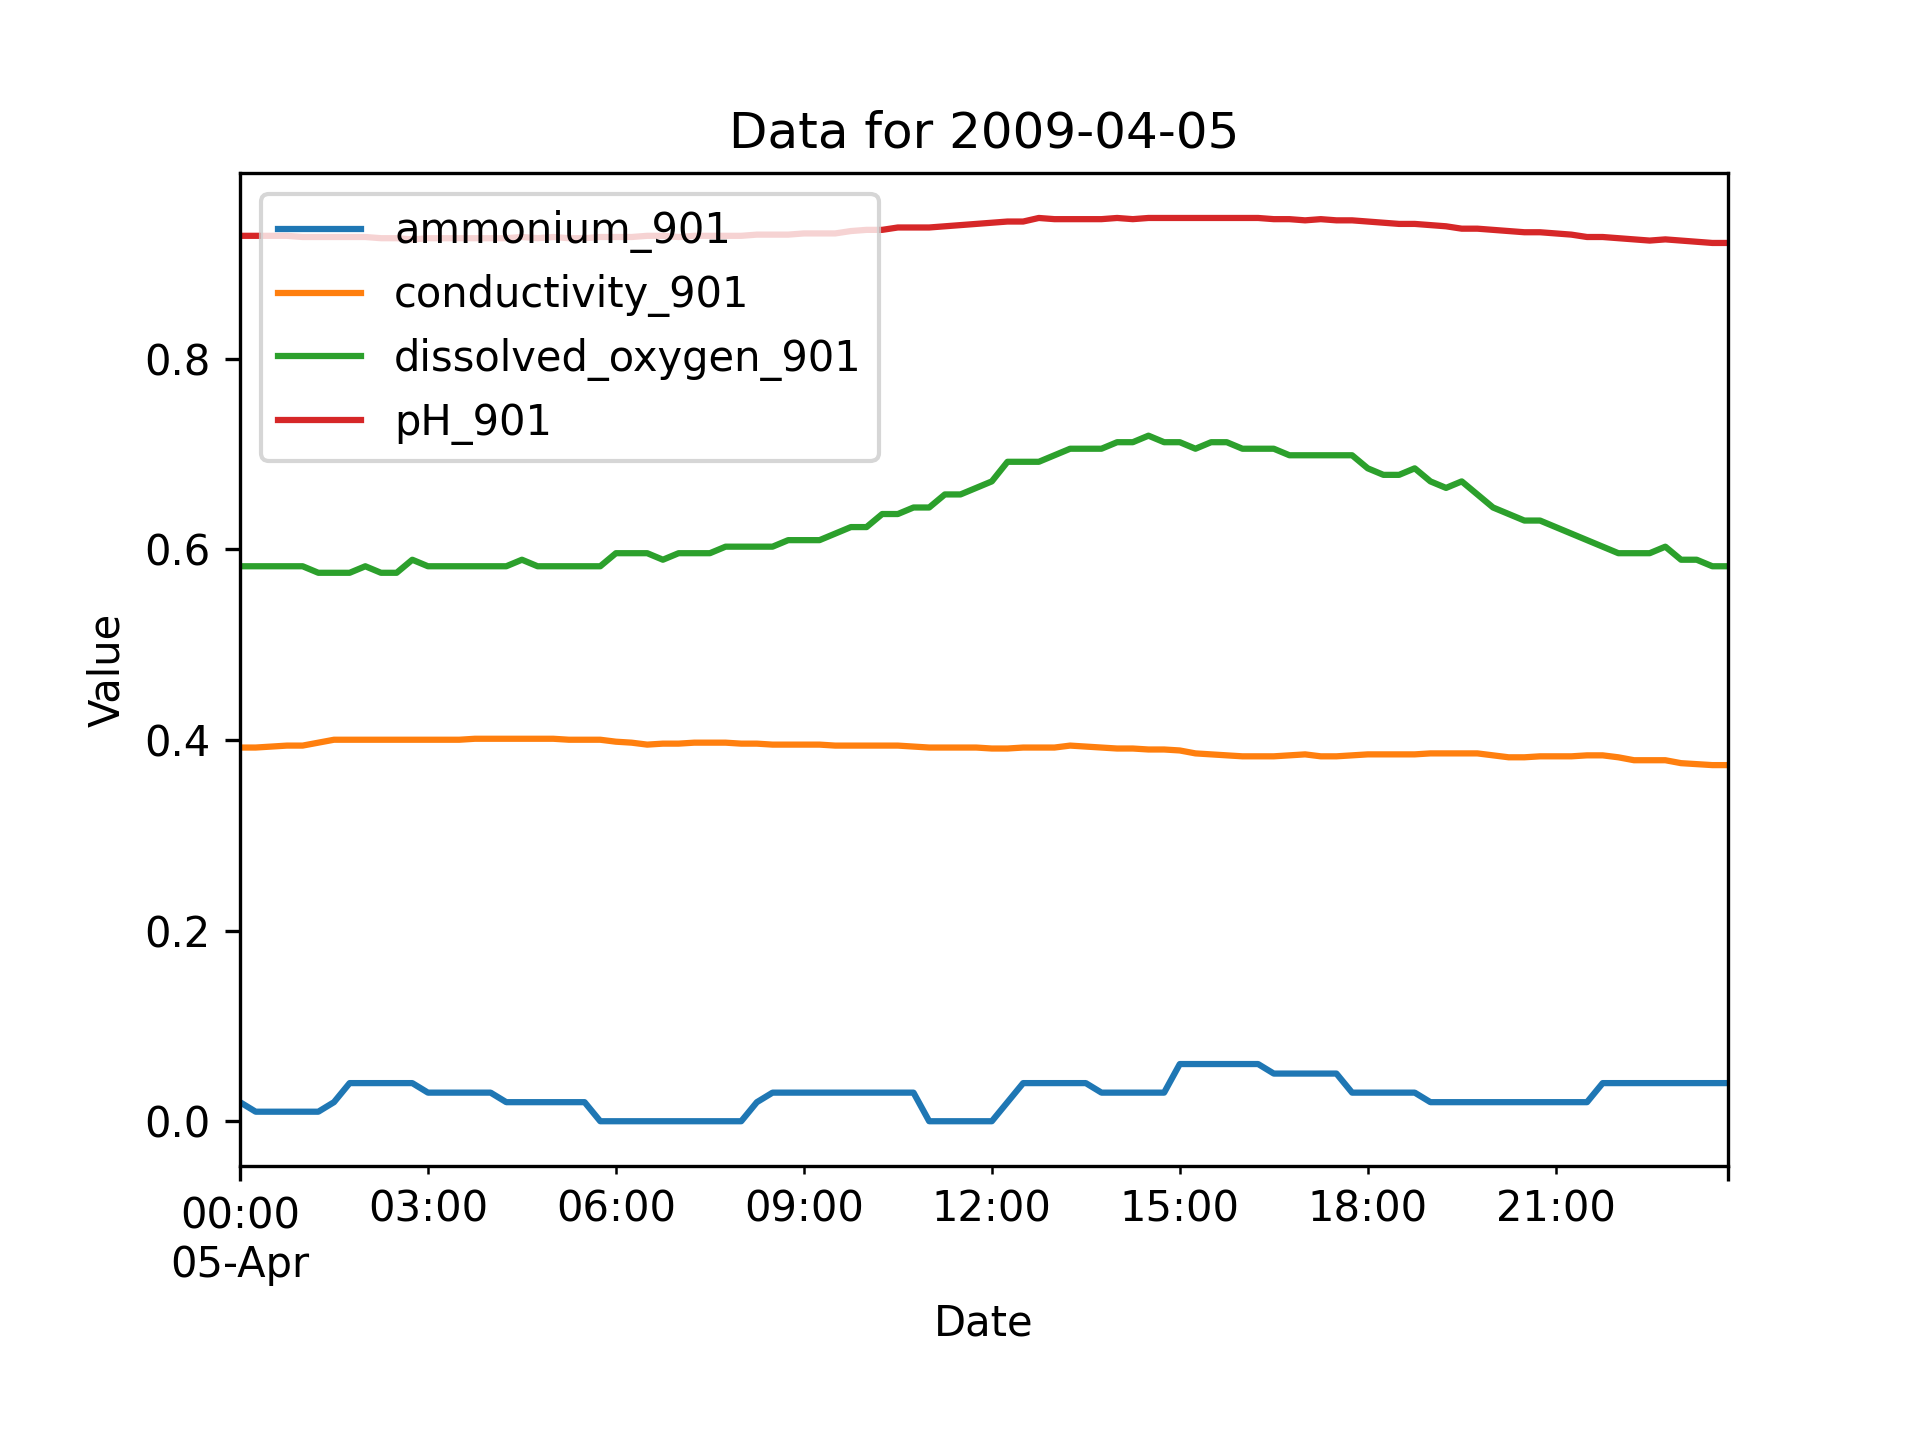 Data for 2009-04-05
ammonium_901
conductivity_901
dissolved_oxygen_901
pH_901
0.8
0.6
0.4
0.2
0.0
Value
00:00 03:00 06:00 09:00 12:00 15:00 18:00 21:00
05-Apr
Date